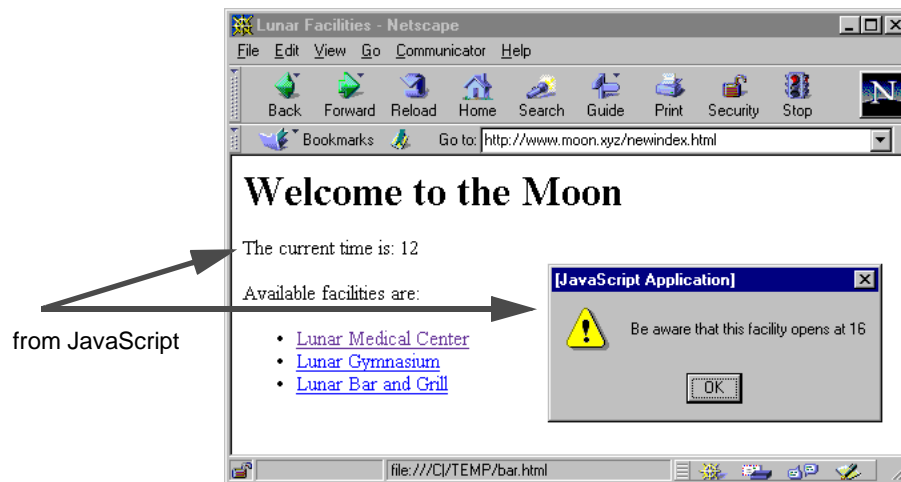 Lunar Facilities - Netscape
File Edit View Go Communicator Help
Back Forward Reload Home Search Guide Print Security Stop
N
Bookmarks Go to: http://www.moon.xyz/newindex.html
Welcome to the Moon
The current time is: 12
Available facilities are:
• Lunar Medical Center
• Lunar Gymnasium
• Lunar Bar and Grill
[JavaScript Application]
Be aware that this facility opens at 16
OK
from JavaScript
file:///C|/TEMP/bar.html